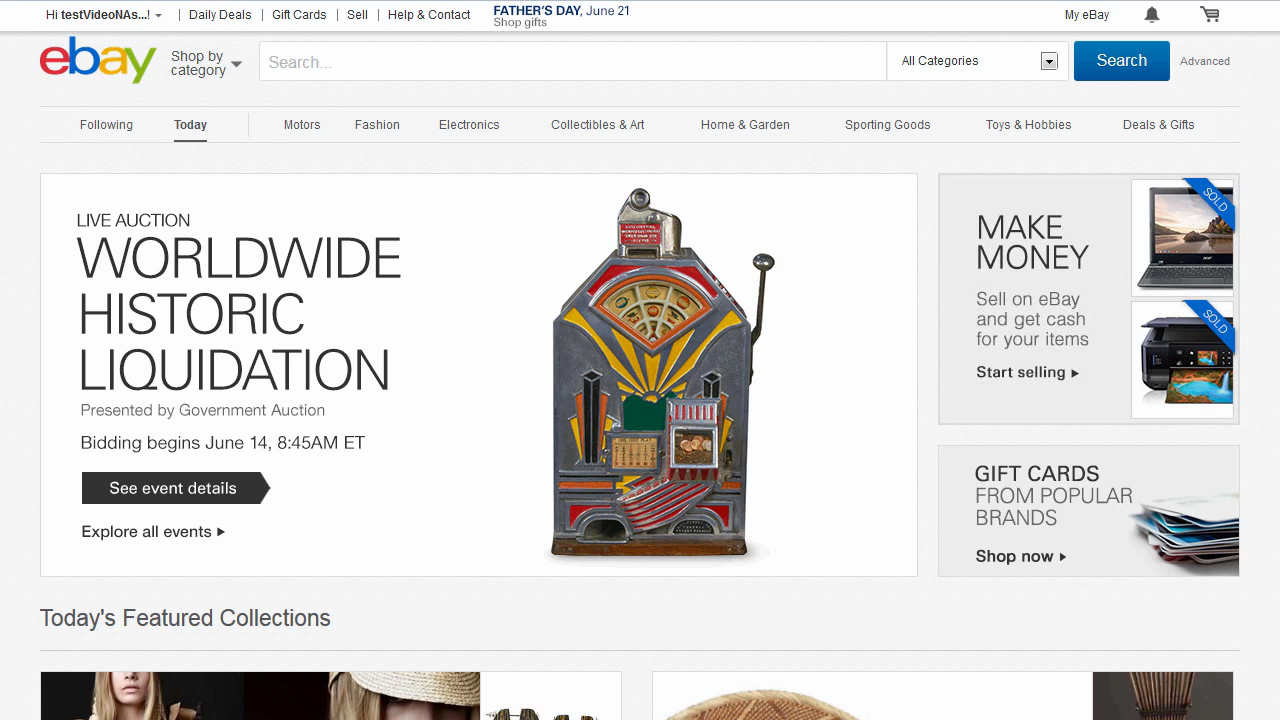 Hi testVideoNAs...!
Daily Deals
Gift Cards
Sell
Help & Contact
FATHER'S DAY, June 21
Shop gifts
My eBay
ebay
Shop by
category
Search...
All Categories
Search
Advanced
Following
Today
Motors
Fashion
Electronics
Collectibles & Art
Home & Garden
Sporting Goods
Toys & Hobbies
Deals & Gifts
LIVE AUCTION
WORLDWIDE
HISTORIC
LIQUIDATION
Presented by Government Auction
Bidding begins June 14, 8:45AM ET
See event details
Explore all events
MAKE
MONEY
Sell on eBay
and get cash
for your items
Start selling
SOLD
SOLD
GIFT CARDS
FROM POPULAR
BRANDS
Shop now
Today's Featured Collections